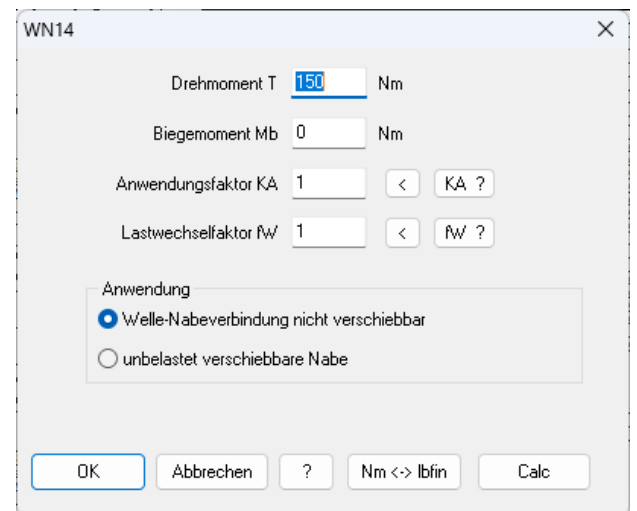 WN14
Drehmoment T 150 Nm
Biegemoment Mb 0 Nm
Anwendungsfaktor KA 1 < KA ?
Lastwechselfaktor fW 1 < fW ?
Anwendung
Welle-Nabeverbindung nicht verschiebbar
unbelastet verschiebbare Nabe
OK Abbrechen ? Nm <-> lbfin Calc